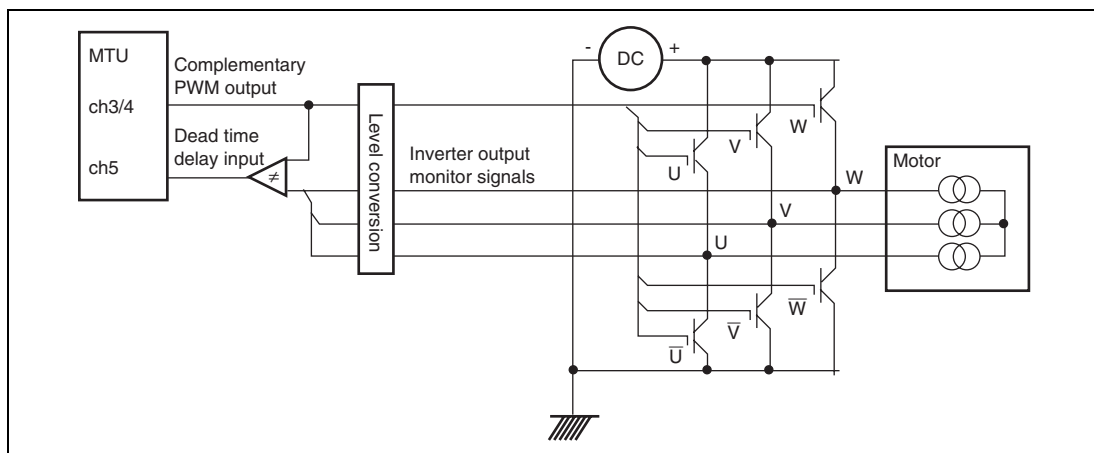 MTU
ch3/4
ch5
Complementary
PWM output
Dead time
delay input
≠
Level conversion
Inverter output
monitor signals
- DC +
W
V
U
W
V
U
W̅
V̅
U̅
Motor